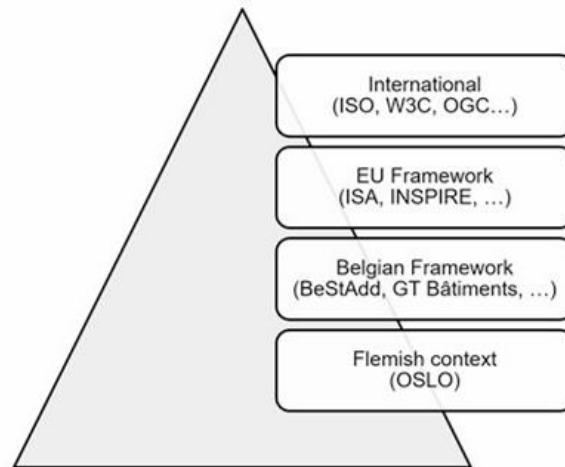 International
(ISO, W3C, OGC…)
EU Framework
(ISA, INSPIRE, …)
Belgian Framework
(BeStAdd, GT Bâtiments, …)
Flemish context
(OSLO)